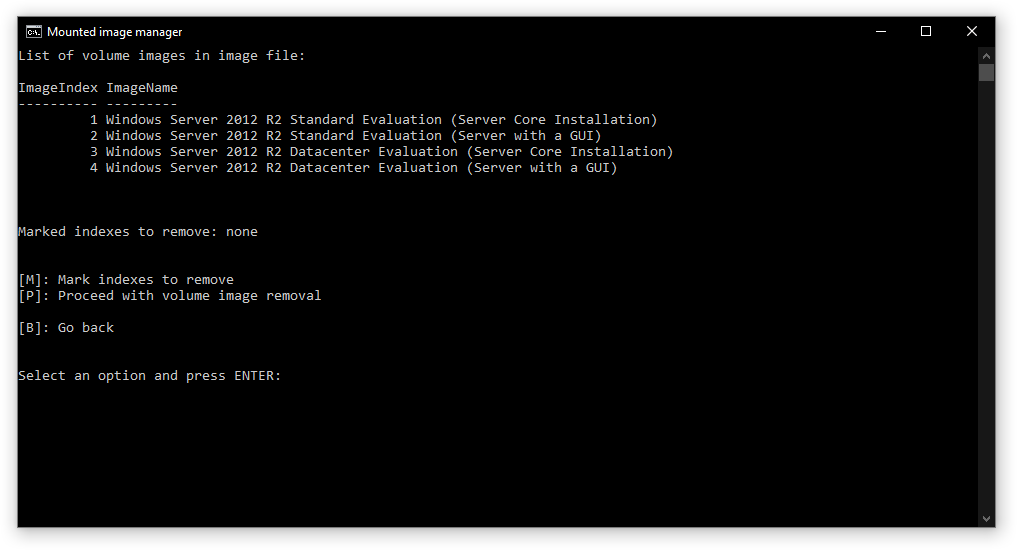 Mounted image manager
List of volume images in image file:
ImageIndex ImageName
---------- ---------
1 Windows Server 2012 R2 Standard Evaluation (Server Core Installation)
2 Windows Server 2012 R2 Standard Evaluation (Server with a GUI)
3 Windows Server 2012 R2 Datacenter Evaluation (Server Core Installation)
4 Windows Server 2012 R2 Datacenter Evaluation (Server with a GUI)
Marked indexes to remove: none
[M]: Mark indexes to remove
[P]: Proceed with volume image removal
[B]: Go back
Select an option and press ENTER: